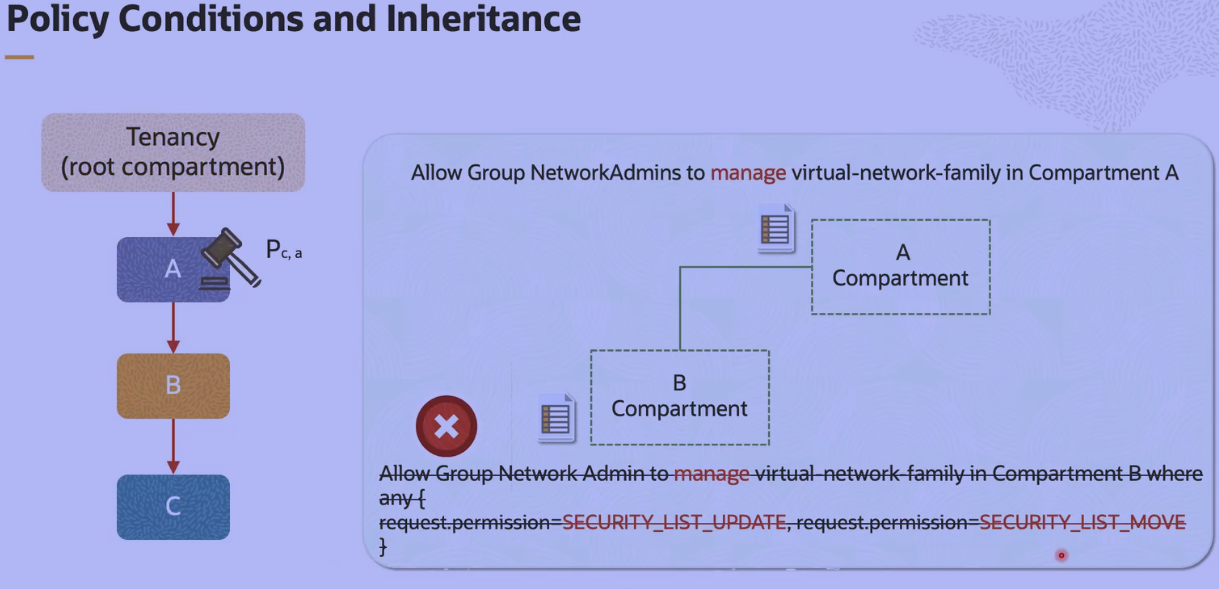 Policy Conditions and Inheritance
Tenancy
(root compartment)
A
Pc, a
B
C
Allow Group NetworkAdmins to manage virtual-network-family in Compartment A
A
Compartment
B
Compartment
Allow Group Network Admin to manage virtual-network-family in Compartment B where
any {
request.permission=SECURITY_LIST_UPDATE, request.permission=SECURITY_LIST_MOVE
}